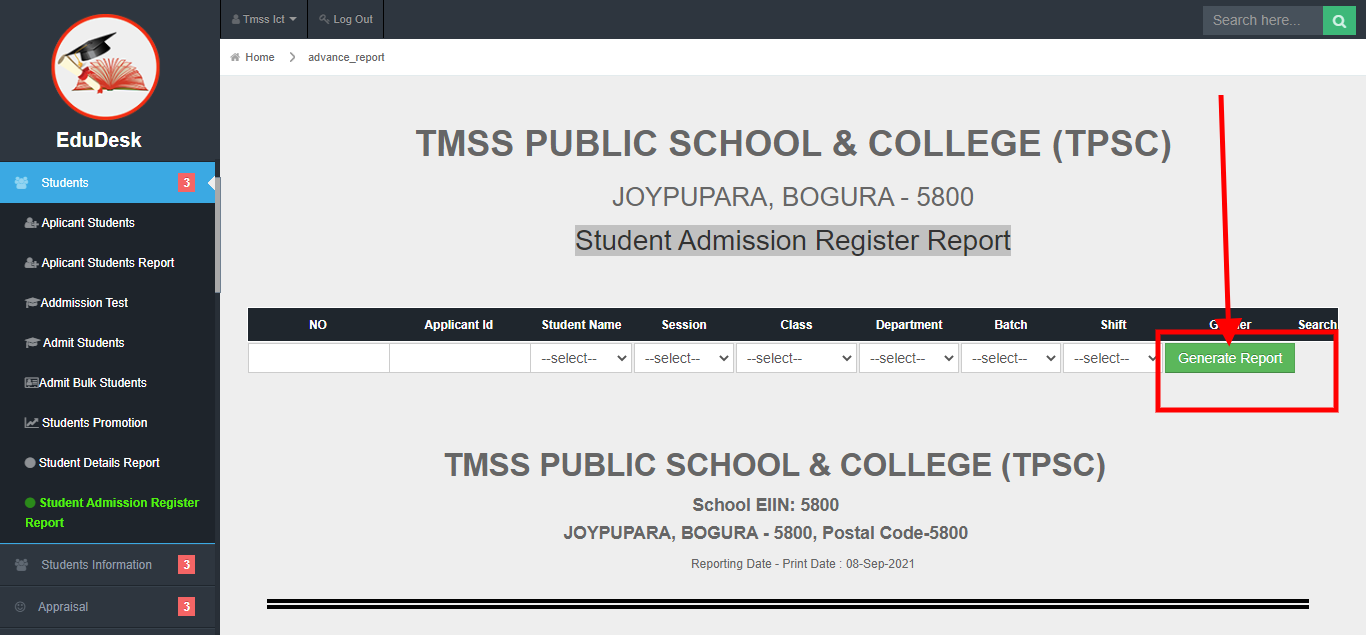 Tmss Ict
Log Out
Search here...
EduDesk
Home
advance_report
Students 3
Aplicant Students
Aplicant Students Report
Addmission Test
Admit Students
Admit Bulk Students
Students Promotion
Student Details Report
Student Admission Register
Report
Students Information 3
Appraisal 3
TMSS PUBLIC SCHOOL & COLLEGE (TPSC)
JOYPUPARA, BOGURA - 5800
Student Admission Register Report
NO Applicant Id Student Name Session Class Department Batch Shift Search
--select-- --select-- --select-- --select-- --select-- --select-- Generate Report
TMSS PUBLIC SCHOOL & COLLEGE (TPSC)
School EIIN: 5800
JOYPUPARA, BOGURA - 5800, Postal Code-5800
Reporting Date - Print Date : 08-Sep-2021